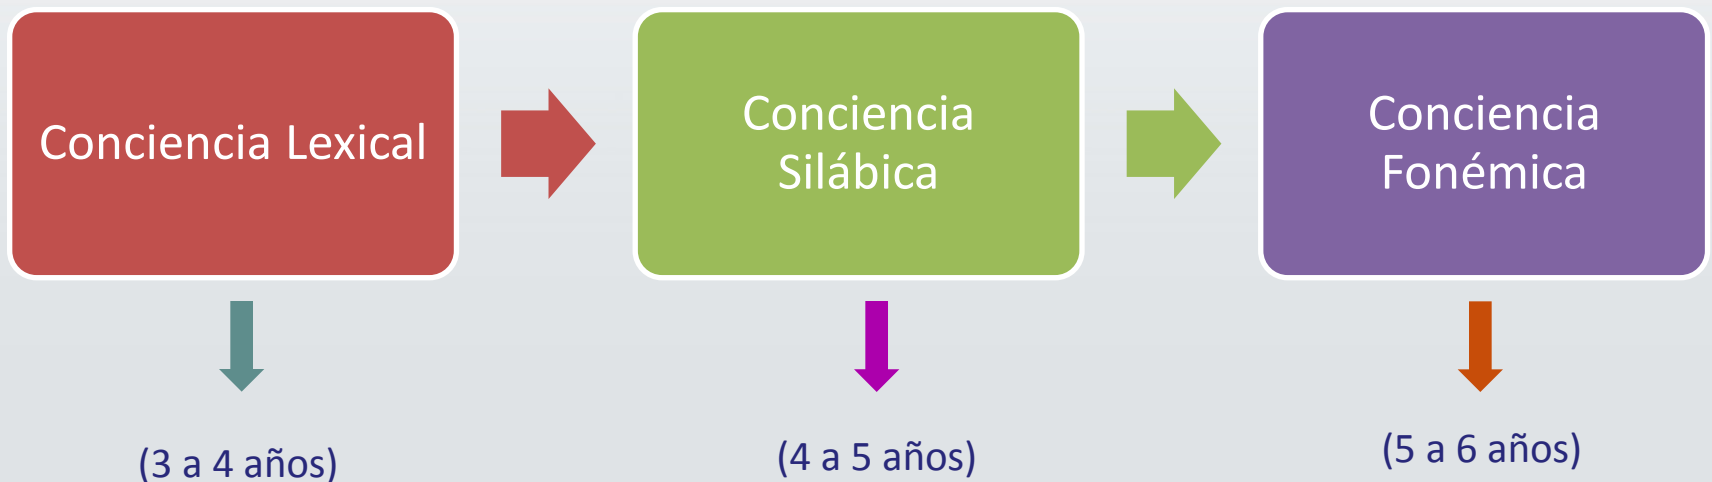 Conciencia Lexical
Conciencia
Silábica
Conciencia
Fonémica
(3 a 4 años)
(4 a 5 años)
(5 a 6 años)